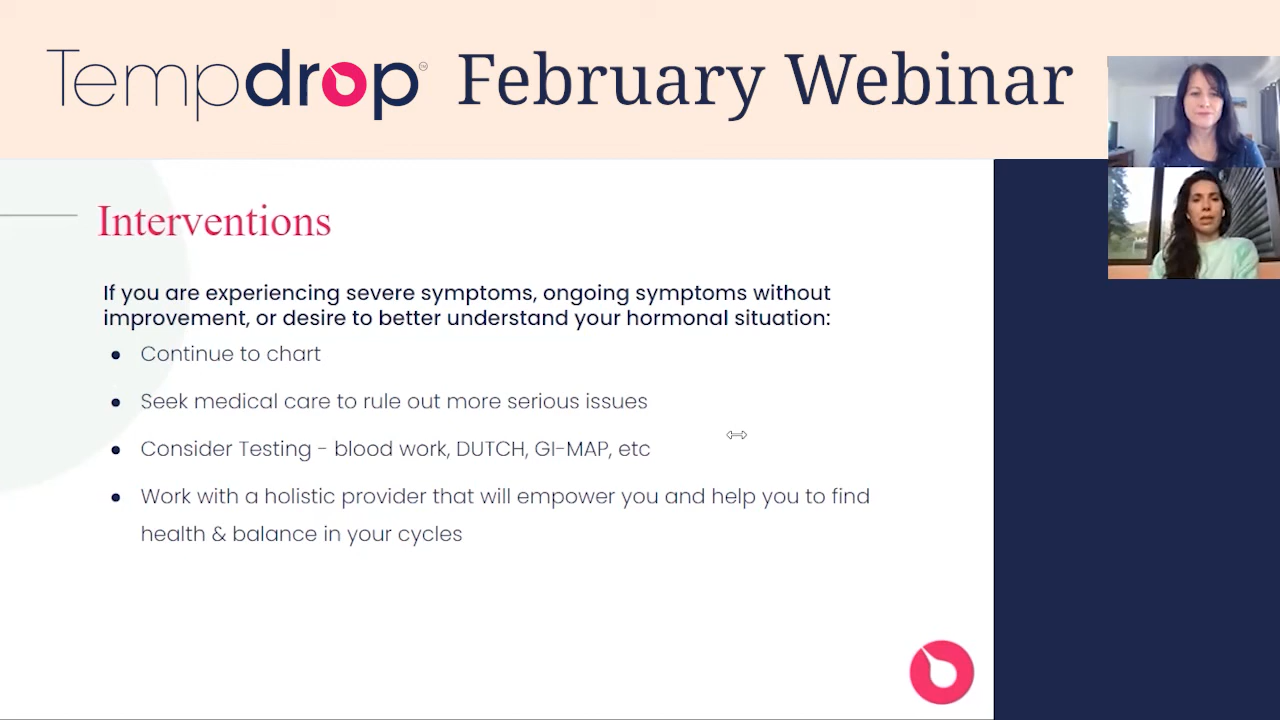 Tempdrop™ February Webinar
Interventions
If you are experiencing severe symptoms, ongoing symptoms without
improvement, or desire to better understand your hormonal situation:
• Continue to chart
• Seek medical care to rule out more serious issues
• Consider Testing - blood work, DUTCH, GI-MAP, etc
• Work with a holistic provider that will empower you and help you to find
health & balance in your cycles